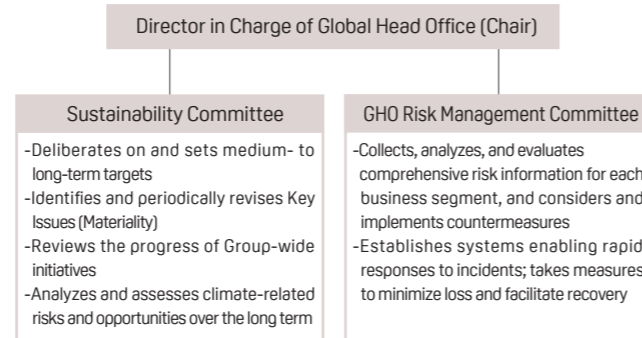 Director in Charge of Global Head Office (Chair)
Sustainability Committee
-Deliberates on and sets medium- to
long-term targets
-Identifies and periodically revises Key
Issues (Materiality)
-Reviews the progress of Group-wide
initiatives
-Analyzes and assesses climate-related
risks and opportunities over the long term
GHO Risk Management Committee
-Collects, analyzes, and evaluates
comprehensive risk information for each
business segment, and considers and
implements countermeasures
-Establishes systems enabling rapid
responses to incidents; takes measures
to minimize loss and facilitate recovery